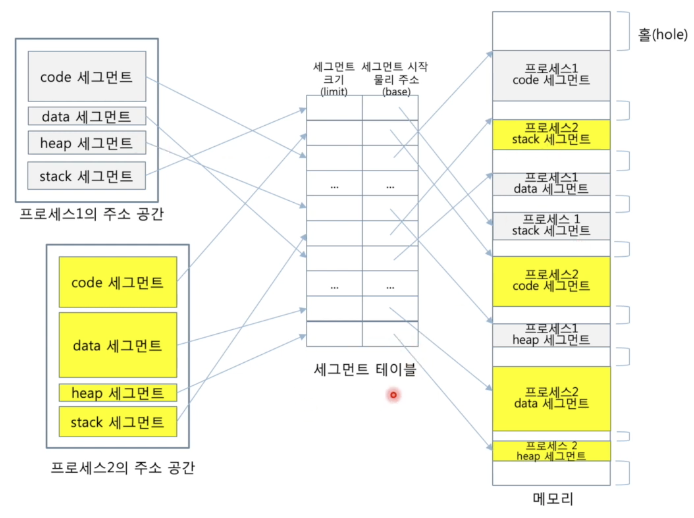 code 세그먼트
data 세그먼트
heap 세그먼트
stack 세그먼트
프로세스1의 주소 공간
code 세그먼트
data 세그먼트
heap 세그먼트
stack 세그먼트
프로세스2의 주소 공간
세그먼트
크기
(limit)
세그먼트 시작
물리 주소
(base)
... ...
... ...
세그먼트 테이블
홀(hole)
프로세스1
code 세그먼트
프로세스2
stack 세그먼트
프로세스1
data 세그먼트
프로세스 1
stack 세그먼트
프로세스2
code 세그먼트
프로세스1
heap 세그먼트
프로세스2
data 세그먼트
프로세스 2
heap 세그먼트
메모리